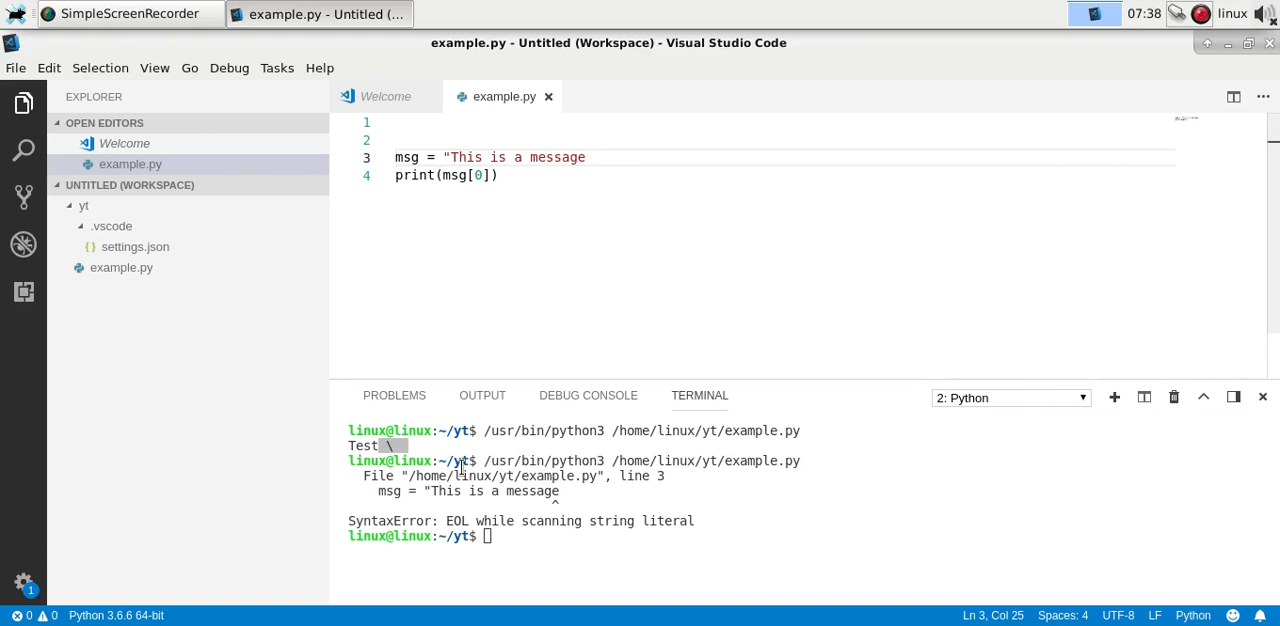 SimpleScreenRecorder
example.py - Untitled (...
07:38
linux
example.py - Untitled (Workspace) - Visual Studio Code
File Edit Selection View Go Debug Tasks Help
EXPLORER
OPEN EDITORS
Welcome
example.py
UNTITLED (WORKSPACE)
yt
.vscode
{} settings.json
example.py
1
Welcome
example.py
1
2
3 msg = "This is a message
4 print(msg[0])
PROBLEMS OUTPUT DEBUG CONSOLE TERMINAL
2: Python
linux@linux:~/yt$ /usr/bin/python3 /home/linux/yt/example.py
Test \
linux@linux:~/yt$ /usr/bin/python3 /home/linux/yt/example.py
File "/home/linux/yt/example.py", line 3
msg = "This is a message
^
SyntaxError: EOL while scanning string literal
linux@linux:~/yt$
0 0 Python 3.6.6 64-bit
Ln 3, Col 25 Spaces: 4 UTF-8 LF Python